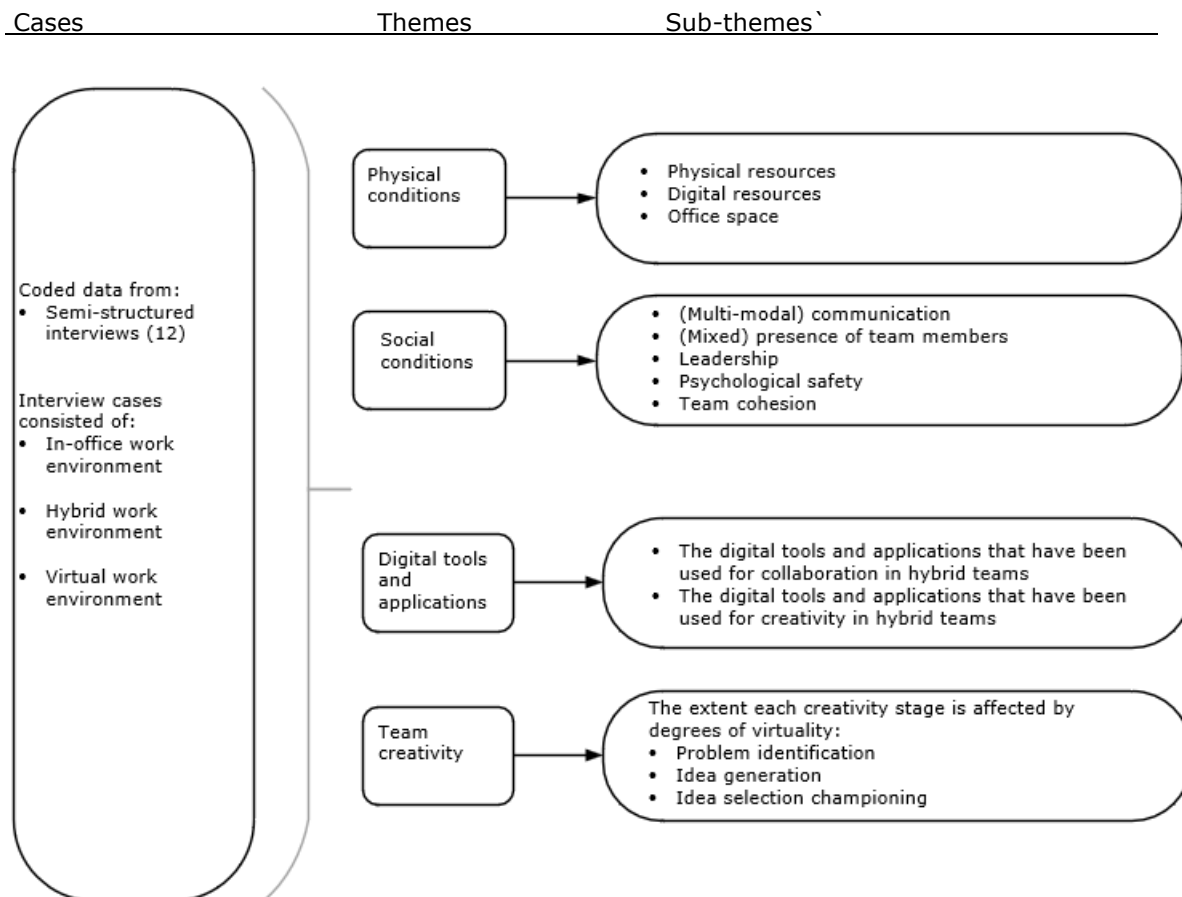 Cases Themes Sub-themes`
Coded data from:
• Semi-structured
interviews (12)
Interview cases
consisted of:
• In-office work
environment
• Hybrid work
environment
• Virtual work
environment
Physical
conditions
• Physical resources
• Digital resources
• Office space
Social
conditions
• (Multi-modal) communication
• (Mixed) presence of team members
• Leadership
• Psychological safety
• Team cohesion
Digital tools
and
applications
• The digital tools and applications that have been
used for collaboration in hybrid teams
• The digital tools and applications that have been
used for creativity in hybrid teams
Team
creativity
The extent each creativity stage is affected by
degrees of virtuality:
• Problem identification
• Idea generation
• Idea selection championing